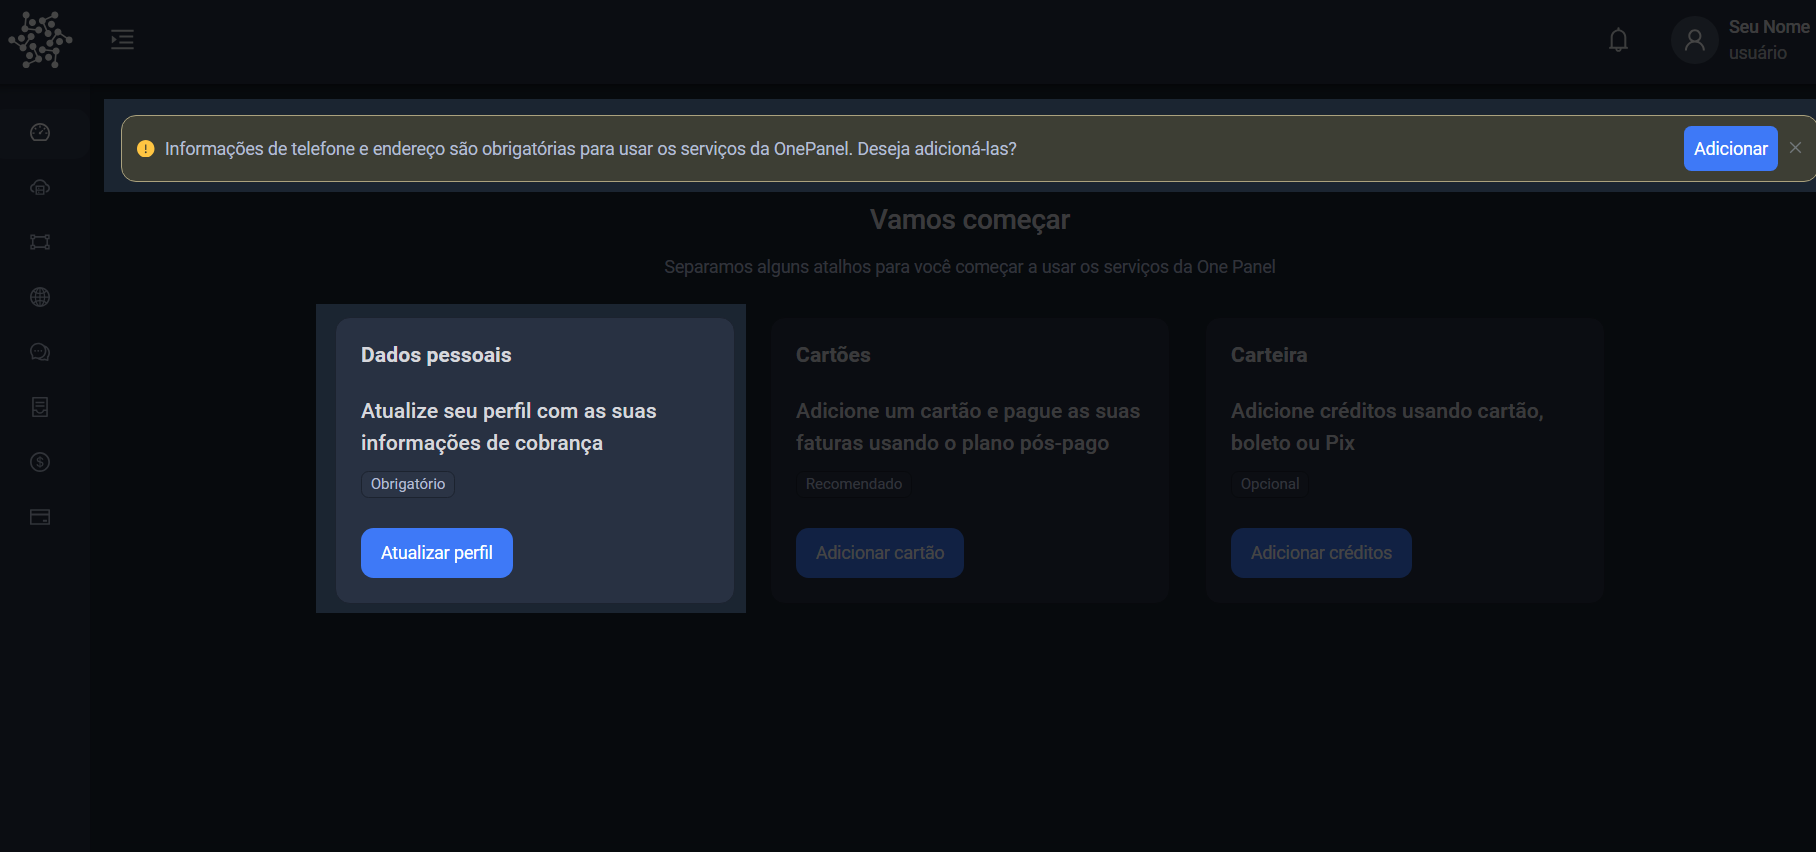 Seu Nome
usuário
Informações de telefone e endereço são obrigatórias para usar os serviços da OnePanel. Deseja adicioná-las?
Adicionar
Vamos começar
Separamos alguns atalhos para você começar a usar os serviços da One Panel
Dados pessoais
Atualize seu perfil com as suas
informações de cobrança
Obrigatório
Atualizar perfil
Cartões
Adicione um cartão e pague as suas
faturas usando o plano pós-pago
Recomendado
Adicionar cartão
Carteira
Adicione créditos usando cartão,
boleto ou Pix
Opcional
Adicionar créditos